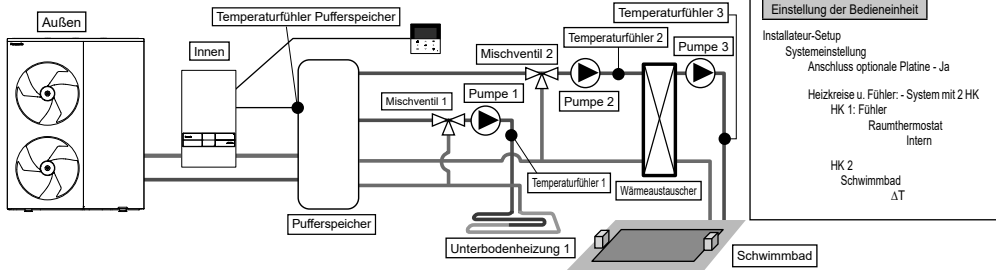 Außen
Innen
Temperaturfühler Pufferspeicher
Mischventil 1
Pumpe 1
Mischventil 2
Temperaturfühler 2
Pumpe 2
Temperaturfühler 3
Pumpe 3
Temperaturfühler 1
Wärmeaustauscher
Pufferspeicher
Unterbodenheizung 1
Schwimmbad
Einstellung der Bedieneinheit
Installateur-Setup
Systemeinstellung
Anschluss optionale Platine - Ja
Heizkreise u. Fühler: - System mit 2 HK
HK 1: Fühler
Raumthermostat
Intern
HK 2
Schwimmbad
ΔT